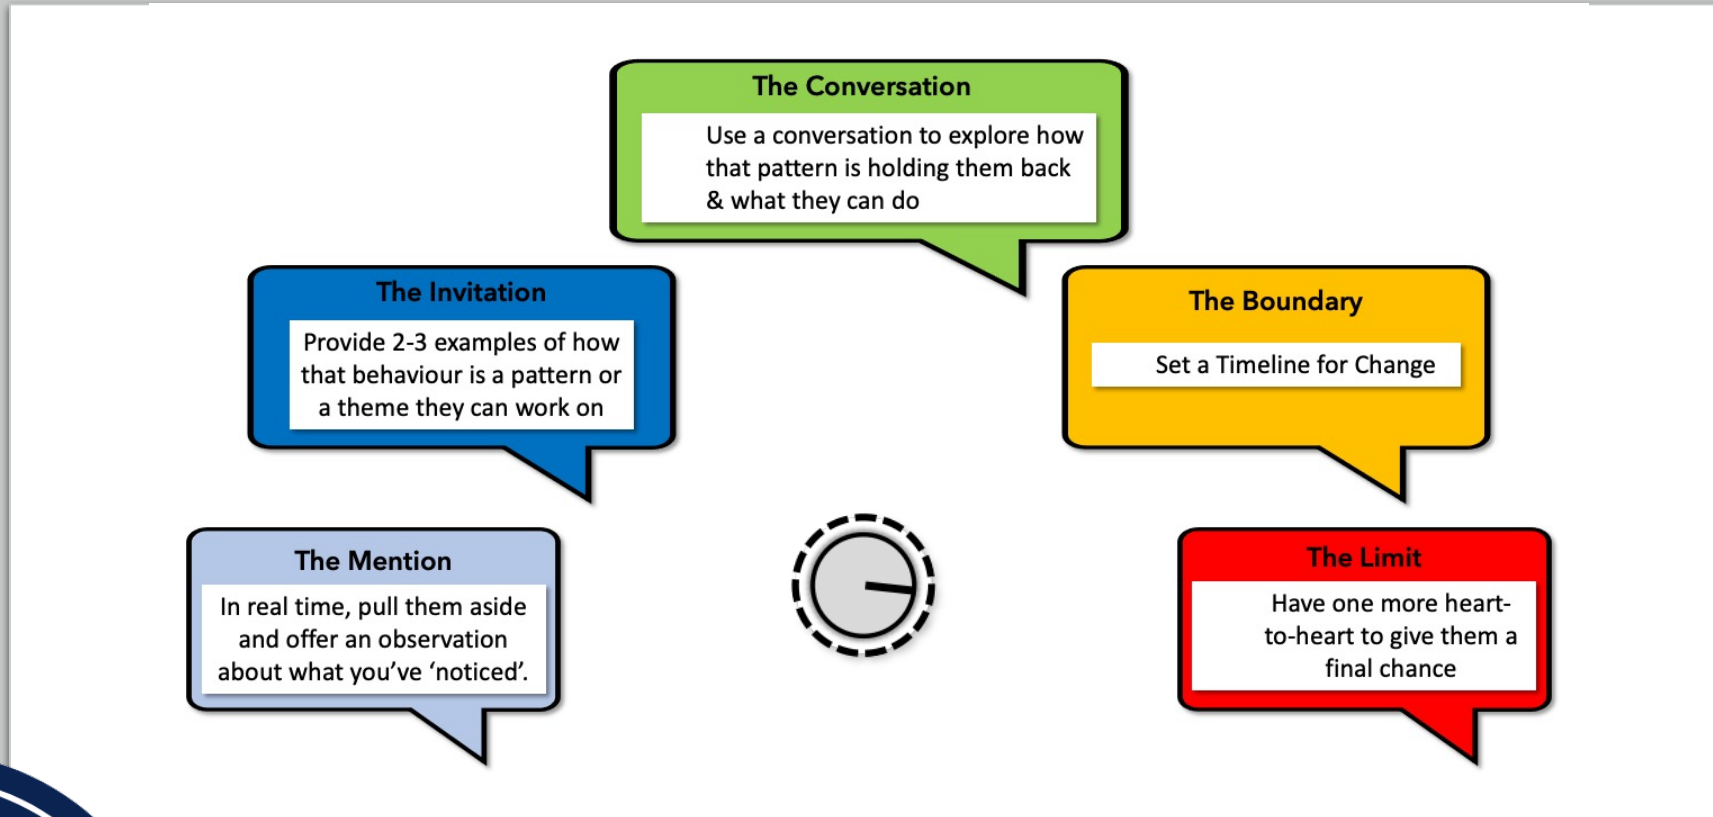 The Conversation
Use a conversation to explore how
that pattern is holding them back
& what they can do
The Invitation
Provide 2-3 examples of how
that behaviour is a pattern or
a theme they can work on
The Boundary
Set a Timeline for Change
The Mention
In real time, pull them aside
and offer an observation
about what you’ve ‘noticed’.
The Limit
Have one more heart-
to-heart to give them a
final chance